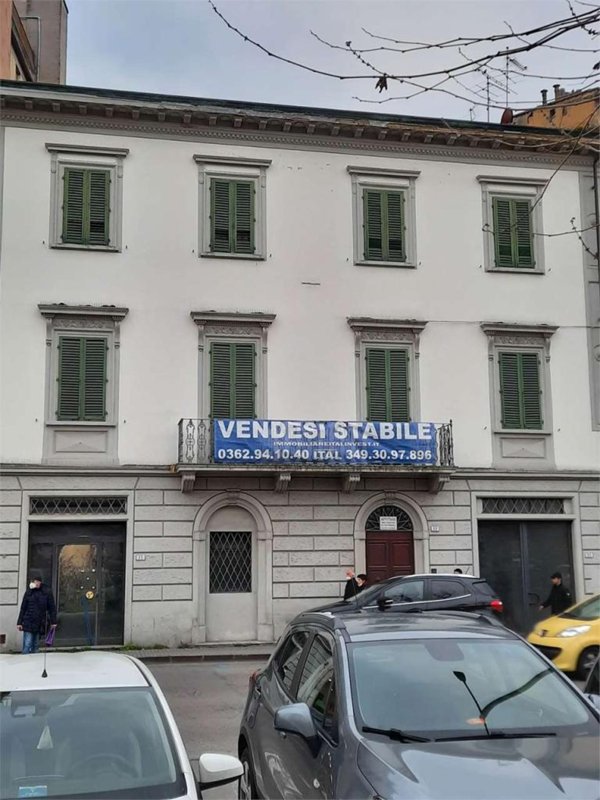 VENDESI STABILE
IMMOBILIAREITALINVEST.IT
0362.94.10.40 ITAL 349.30.97.896